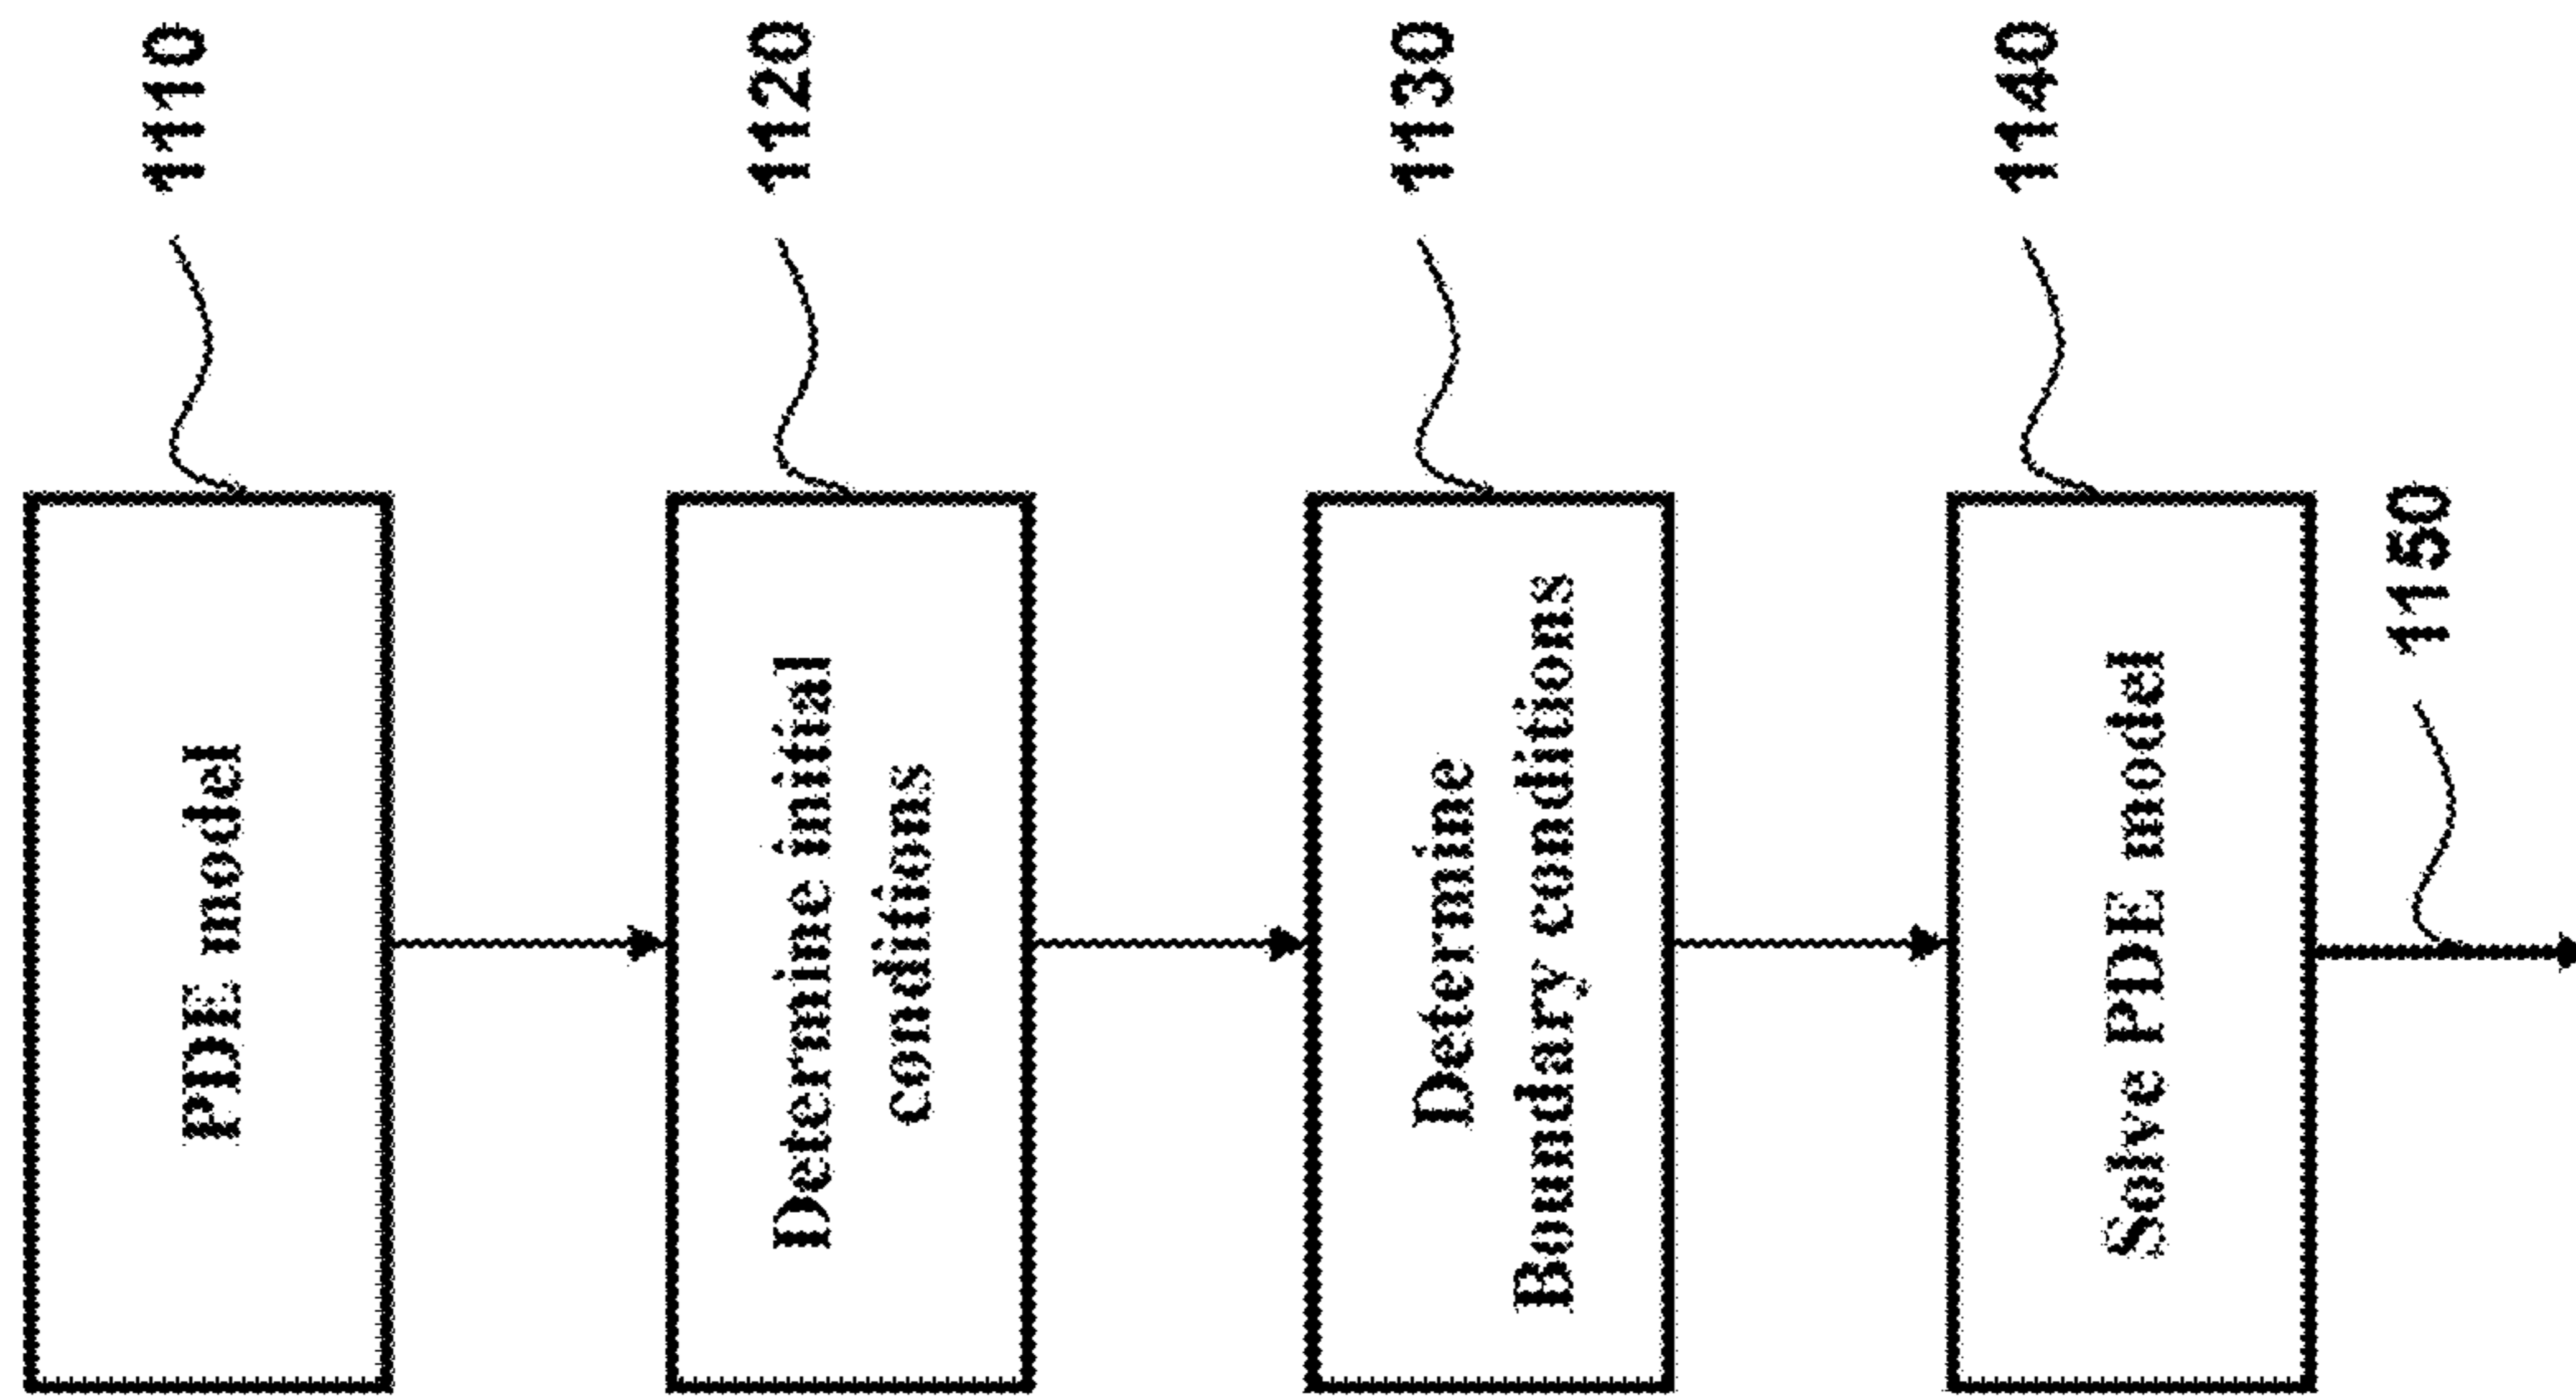 PDE model
1110
Determine initial
conditions
1120
Determine
Boundary conditions
1130
Solve PDE model
1140
1150